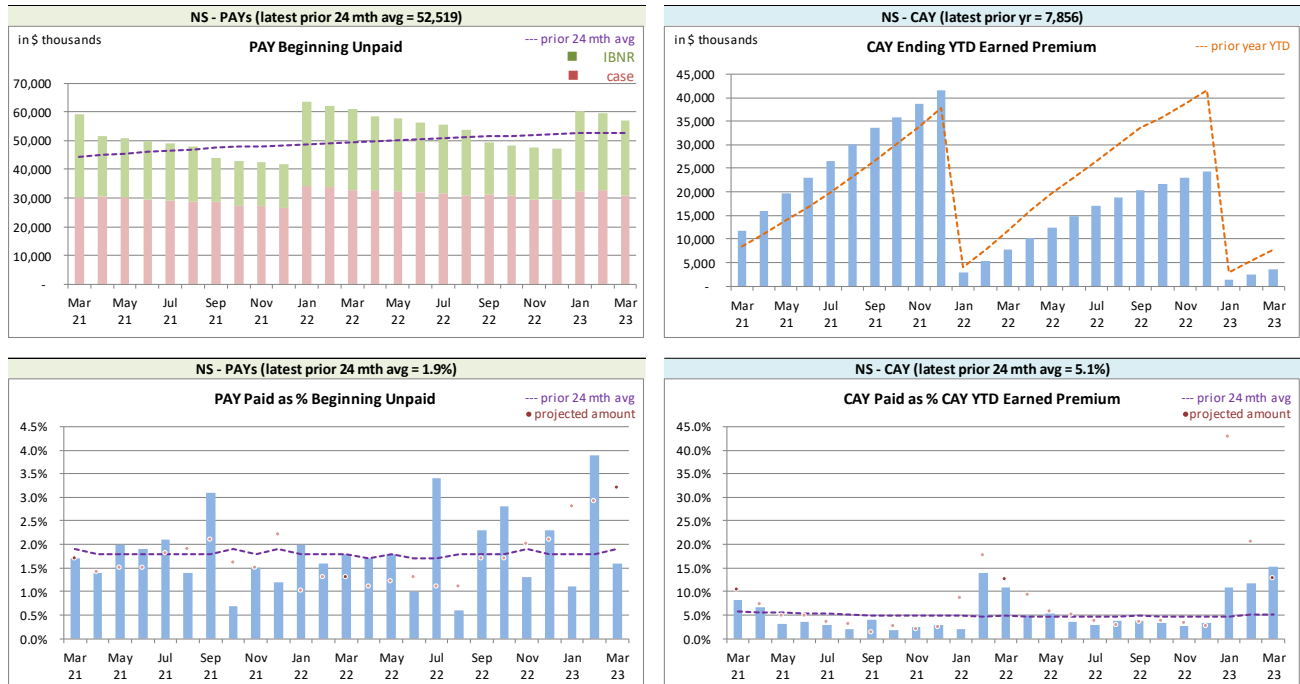 NS - PAYs (latest prior 24 mth avg = 52,519)
in $ thousands
PAY Beginning Unpaid
--- prior 24 mth avg
IBNR
case
70,000
60,000
50,000
40,000
30,000
20,000
10,000
-
Mar May Jul Sep Nov Jan Mar May Jul Sep Nov Jan Mar
21 21 21 21 21 22 22 22 22 22 22 23 23
NS - CAY (latest prior yr = 7,856)
in $ thousands
CAY Ending YTD Earned Premium
--- prior year YTD
45,000
40,000
35,000
30,000
25,000
20,000
15,000
10,000
5,000
-
Mar May Jul Sep Nov Jan Mar May Jul Sep Nov Jan Mar
21 21 21 21 21 22 22 22 22 22 22 23 23
NS - PAYs (latest prior 24 mth avg = 1.9%)
PAY Paid as % Beginning Unpaid
--- prior 24 mth avg
•projected amount
4.5%
4.0%
3.5%
3.0%
2.5%
2.0%
1.5%
1.0%
0.5%
0.0%
Mar May Jul Sep Nov Jan Mar May Jul Sep Nov Jan Mar
21 21 21 21 21 22 22 22 22 22 22 23 23
NS - CAY (latest prior 24 mth avg = 5.1%)
CAY Paid as % CAY YTD Earned Premium
--- prior 24 mth avg
•projected amount
45.0%
40.0%
35.0%
30.0%
25.0%
20.0%
15.0%
10.0%
5.0%
0.0%
Mar May Jul Sep Nov Jan Mar May Jul Sep Nov Jan Mar
21 21 21 21 21 22 22 22 22 22 22 23 23